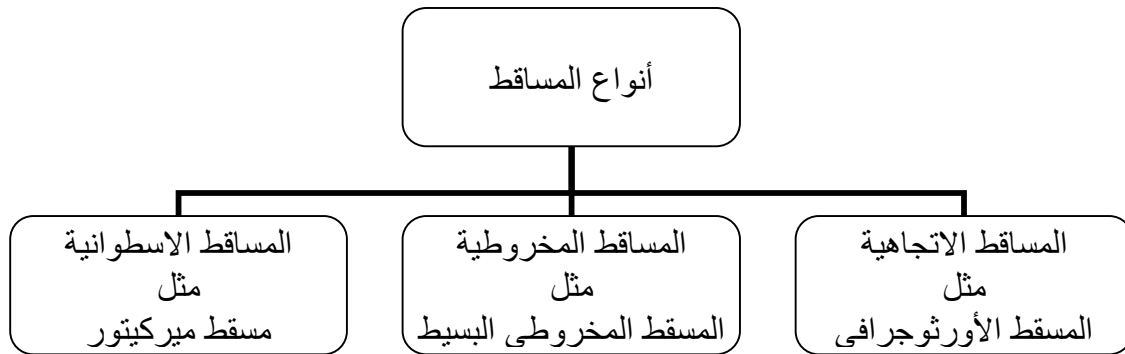 أنواع المساقط
المساقط الاتجاهية
مثل
المسقط الأورثوجرافى
المساقط المخروطية
مثل
المسقط المخروطى البسيط
المساقط الاسطوانية
مثل
مسقط ميركيتور